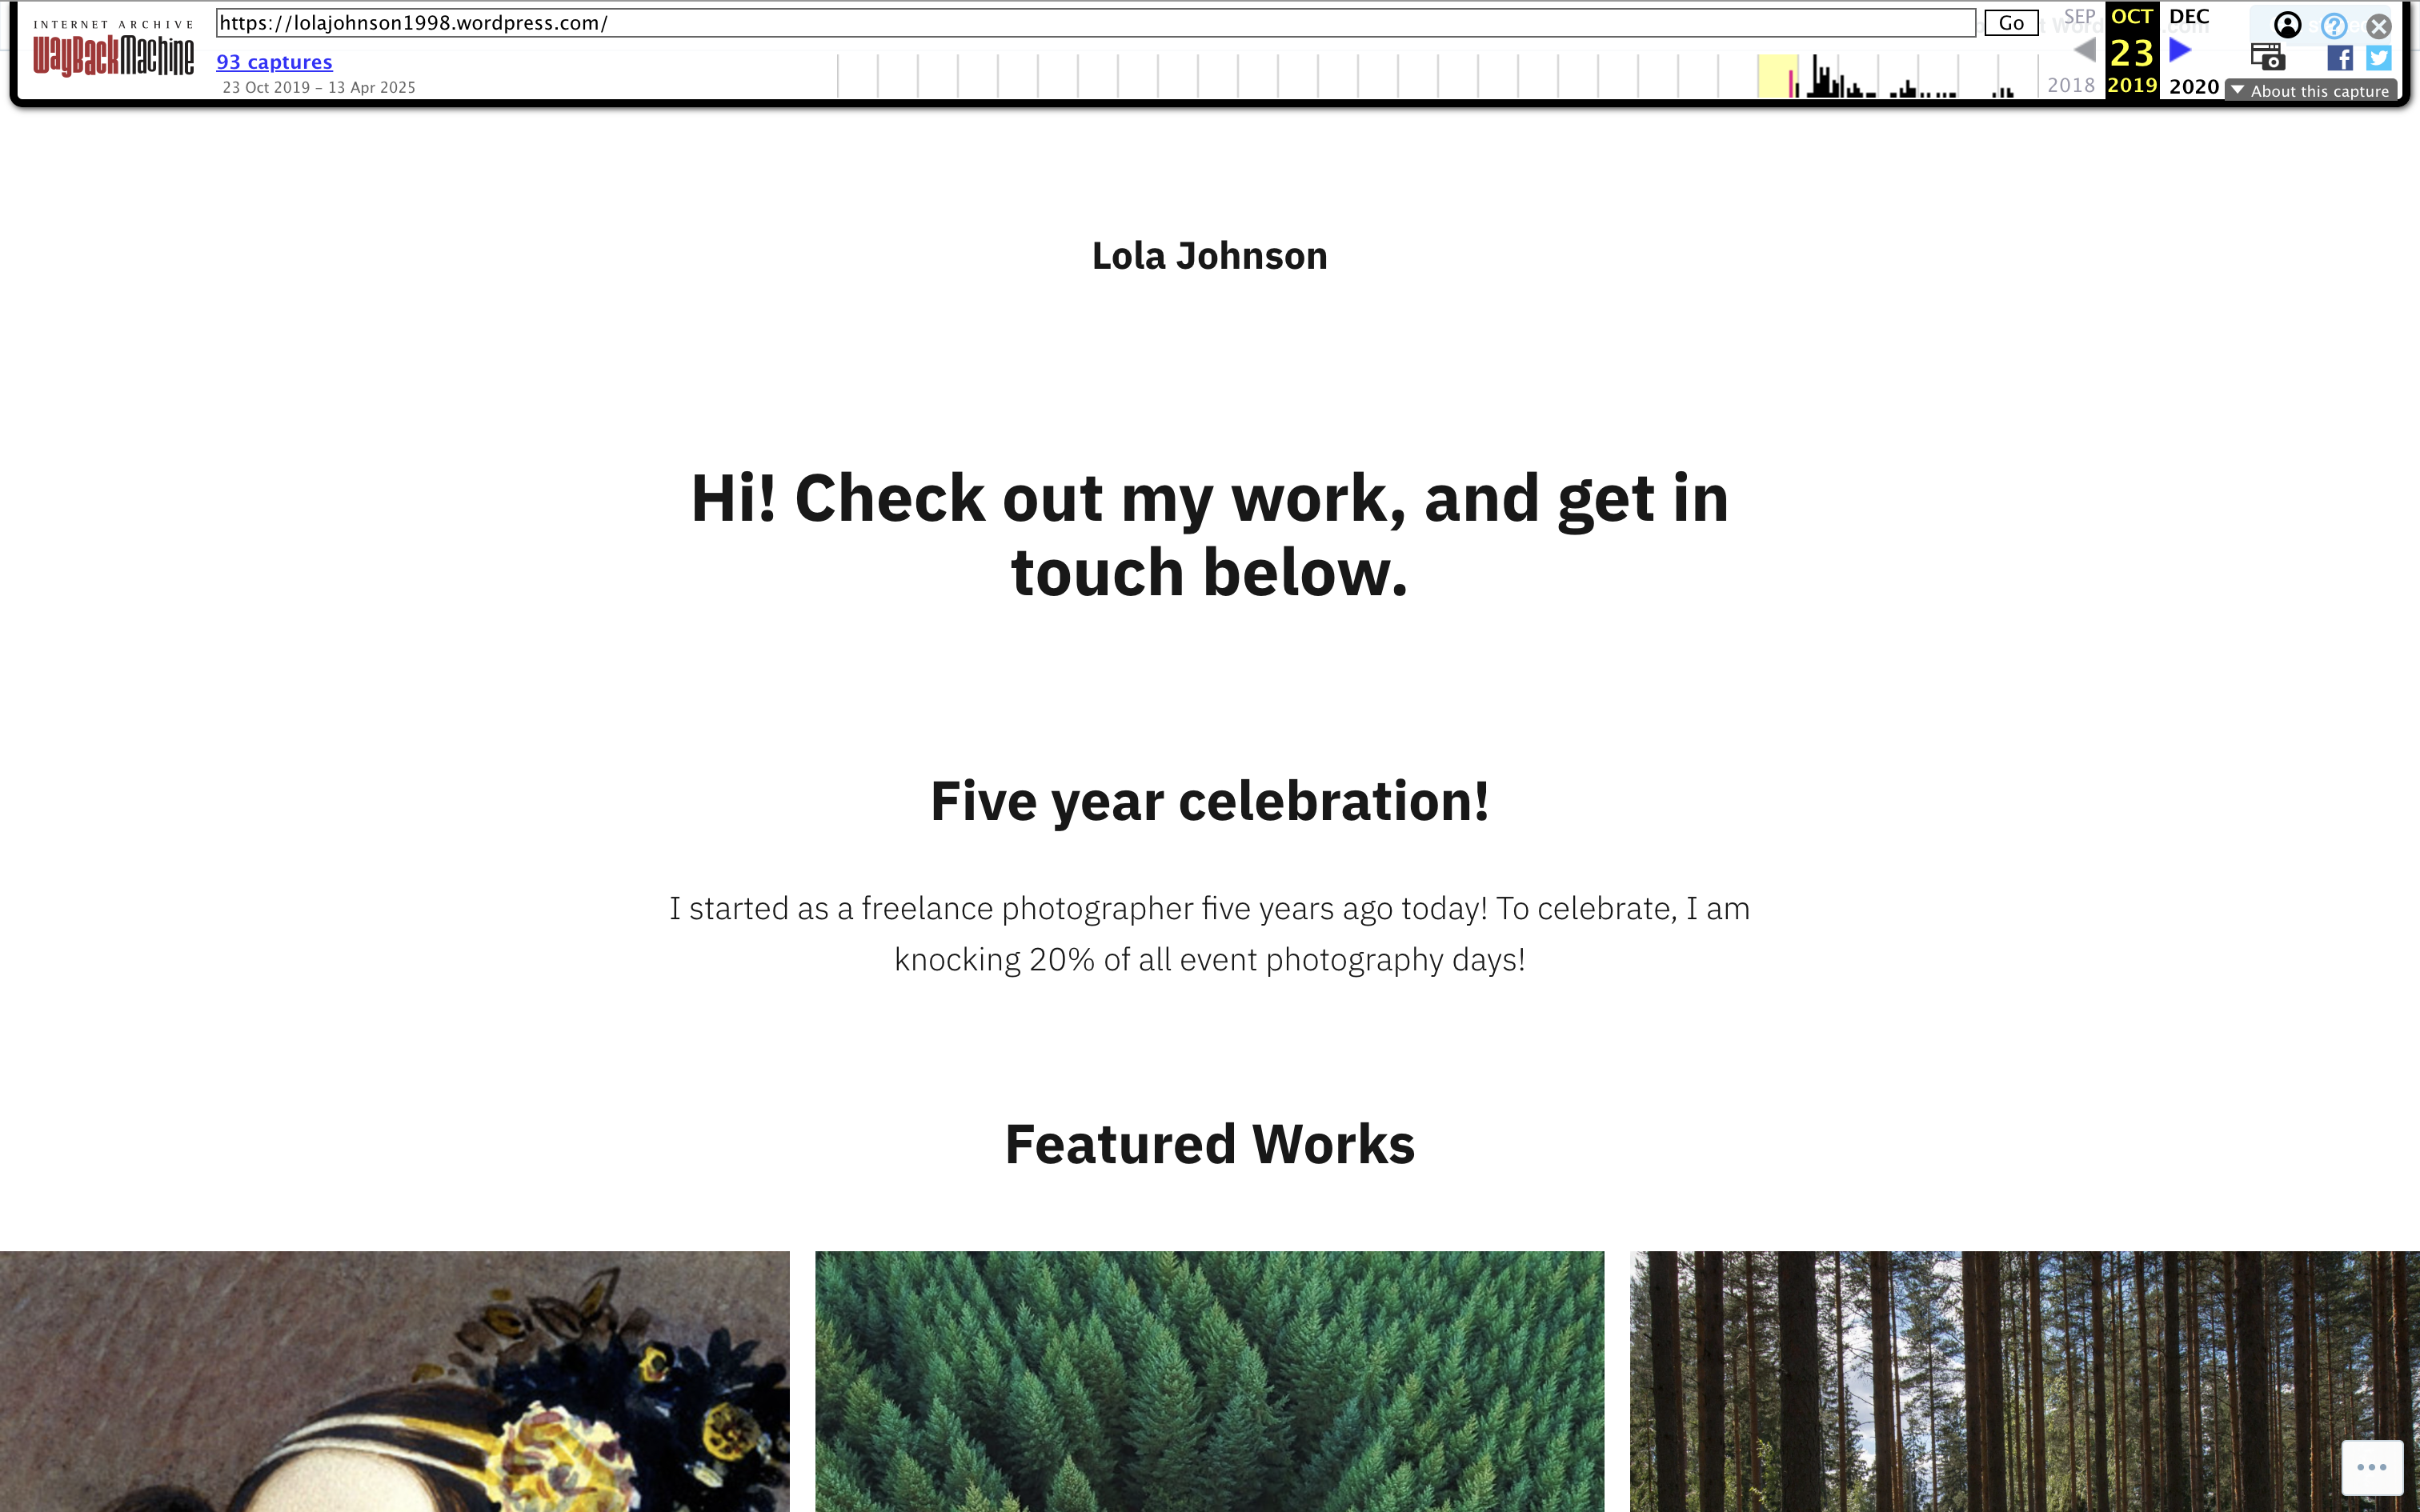 INTERNET ARCHIVE
WayBackMachine
https://lolajohnson1998.wordpress.com/
Go
93 captures
23 Oct 2019 – 13 Apr 2025
SEP OCT DEC
23
2018 2019 2020
About this capture
Lola Johnson
Hi! Check out my work, and get in
touch below.
Five year celebration!
I started as a freelance photographer five years ago today! To celebrate, I am
knocking 20% of all event photography days!
Featured Works